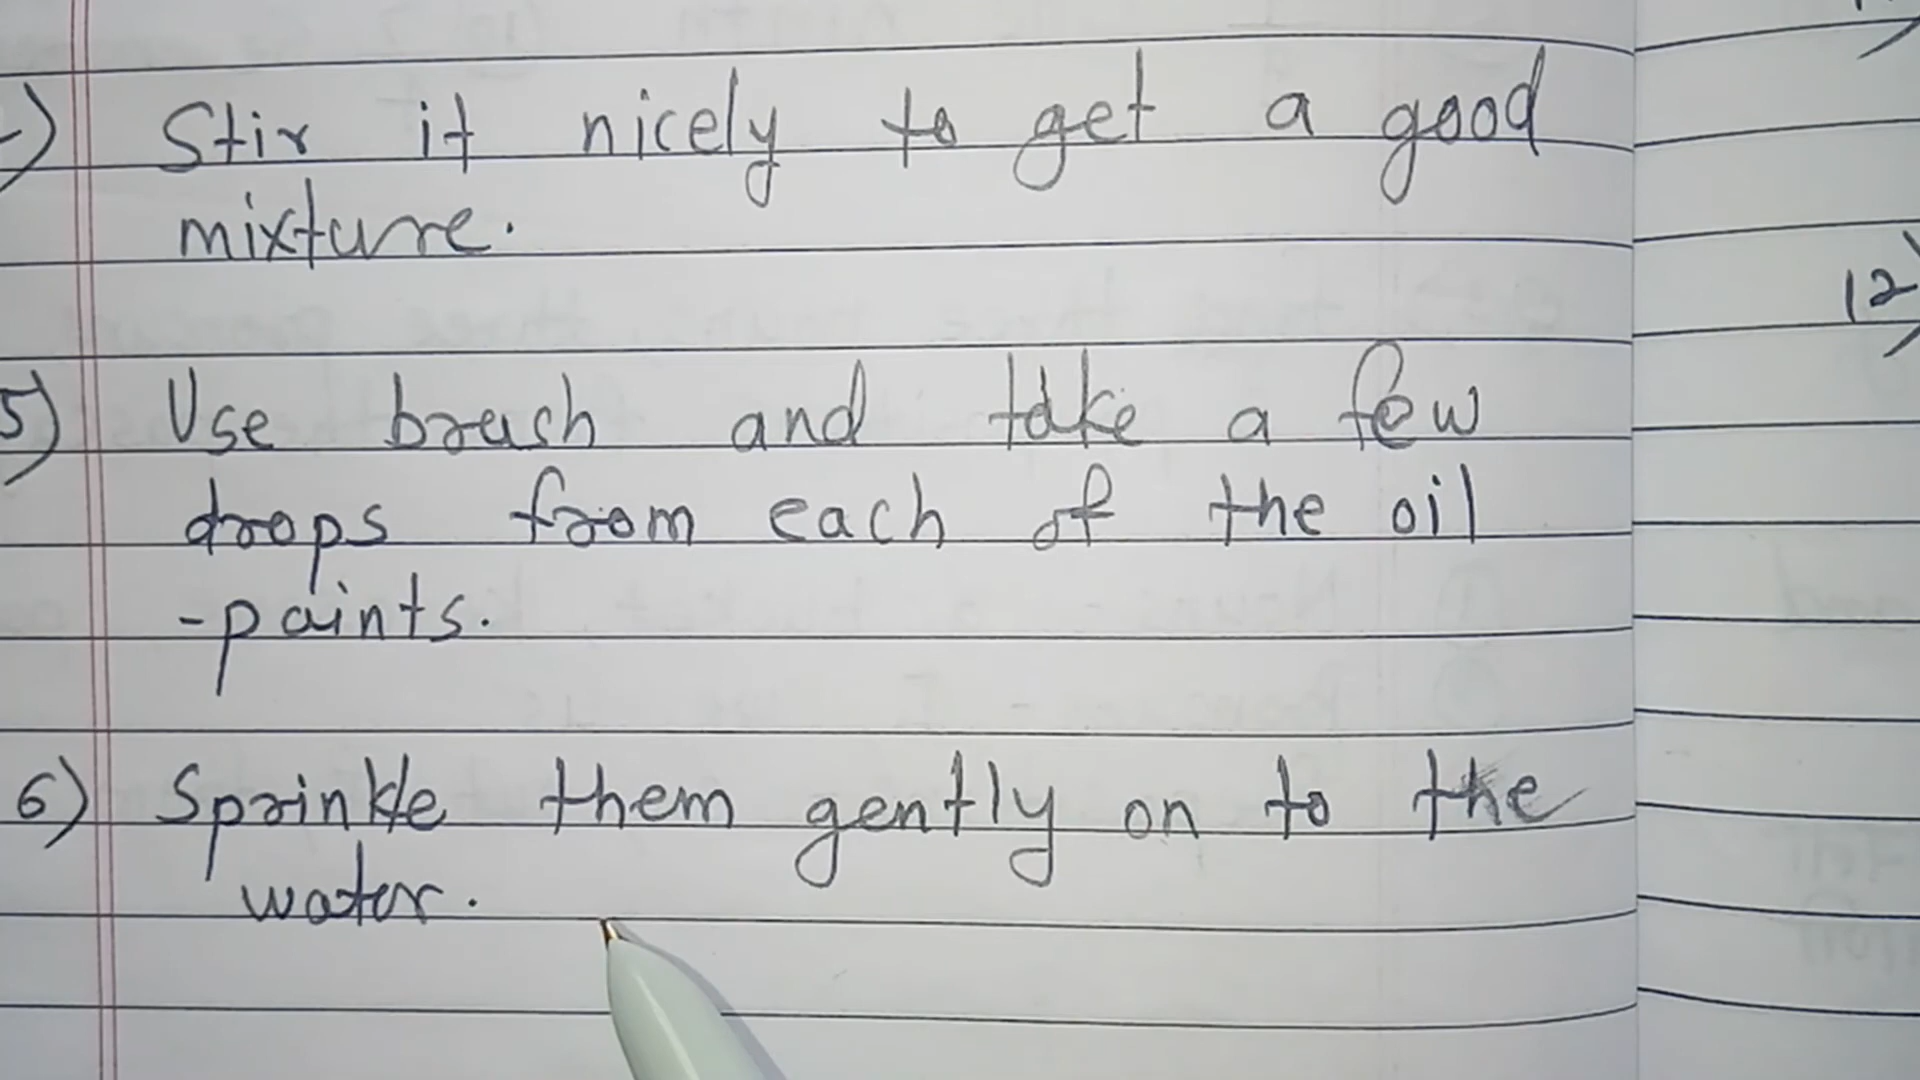 Stir it nicely to get a good
mixture.
5) Use brush and take a few
drops from each of the oil
-paints.
6) Sprinkle them gently on to the
water.
12)